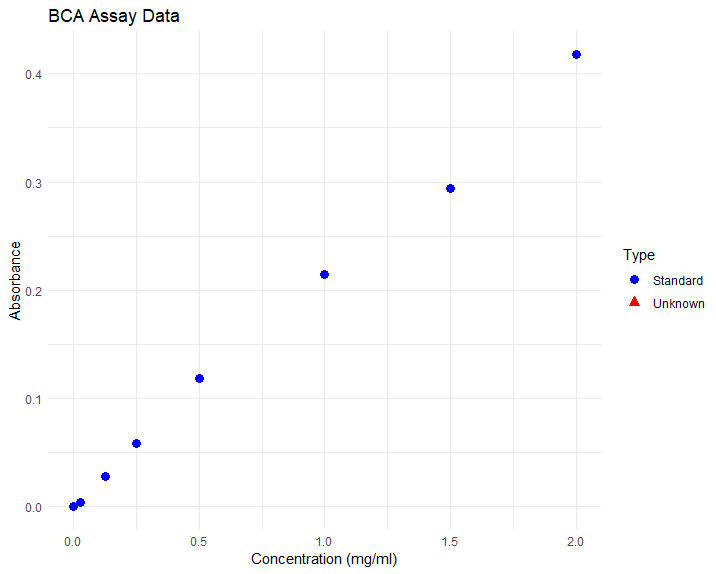 BCA Assay Data
0.4
0.3
0.2
0.1
0.0
Absorbance
0.0 0.5 1.0 1.5 2.0
Concentration (mg/ml)
Type
Standard
Unknown